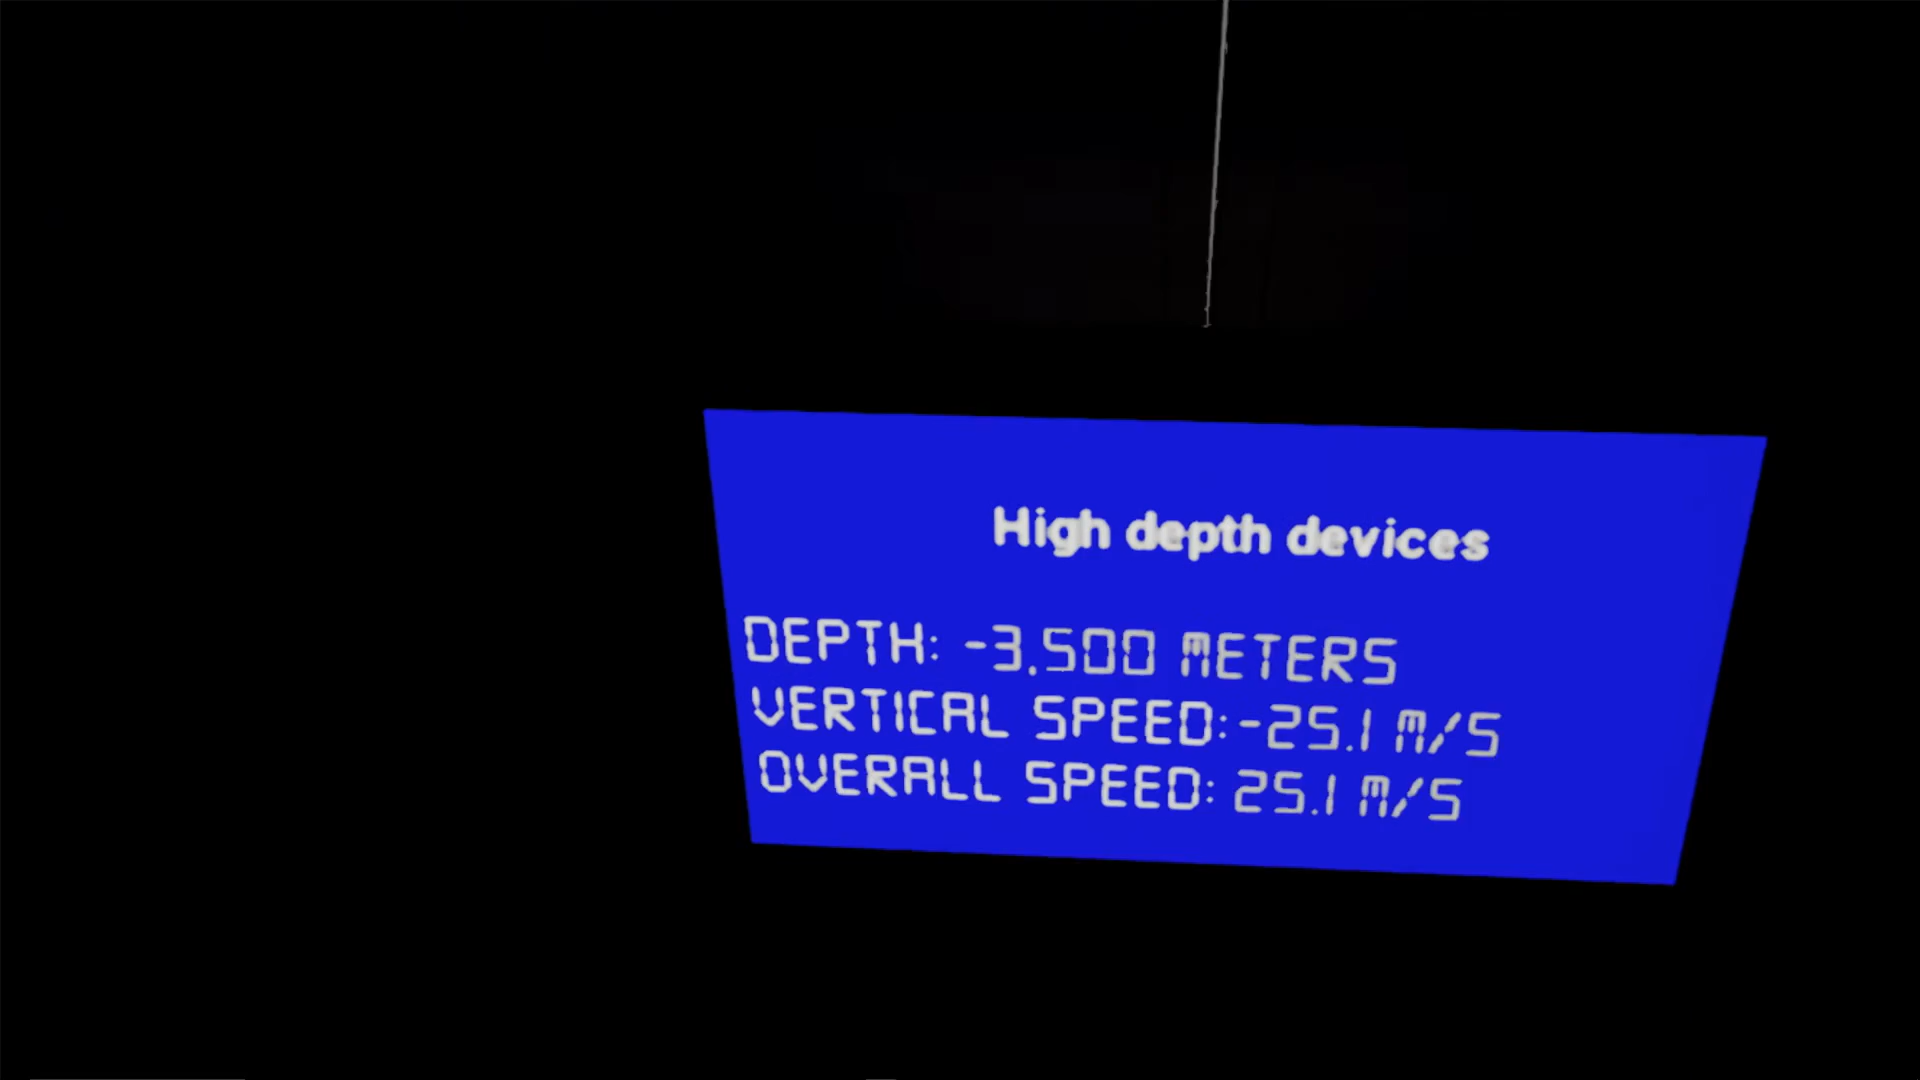 High depth devices
DEPTH: -3.500 METERS
VERTICAL SPEED:-25.1 M/S
OVERALL SPEED: 25.1 M/S